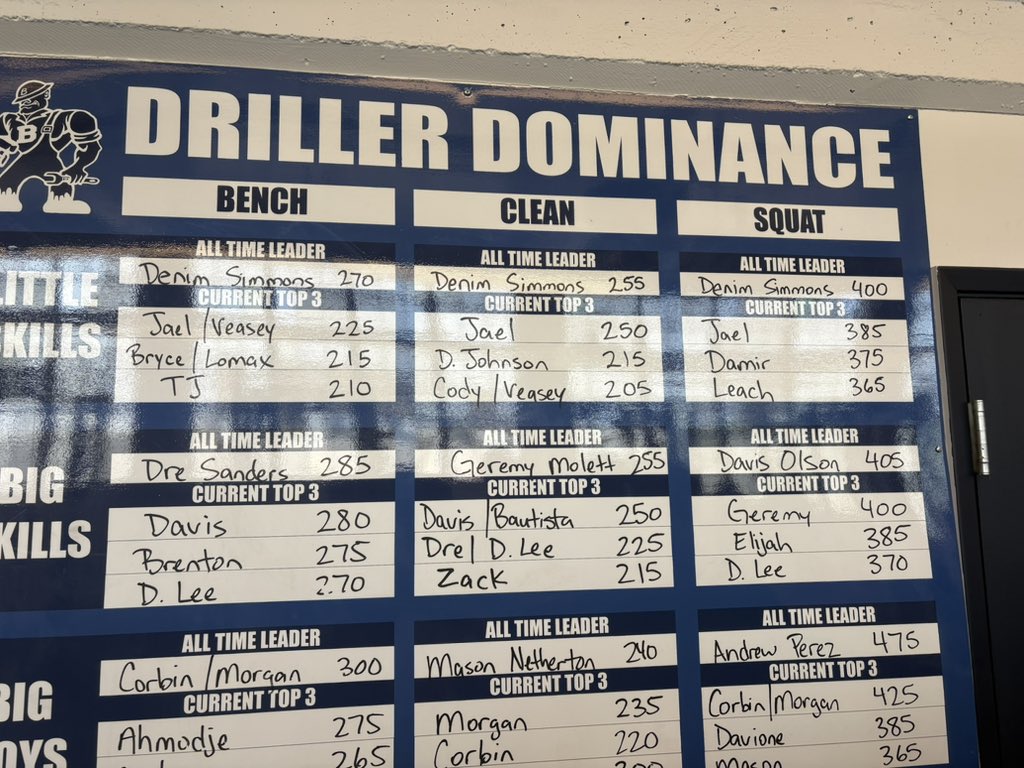 B
DRILLER DOMINANCE
BENCH CLEAN SQUAT
ALL TIME LEADER ALL TIME LEADER ALL TIME LEADER
LITTLE SKILLS
Denim Simmons 270 Denim Simmons 255 Denim Simmons 400
CURRENT TOP 3 CURRENT TOP 3 CURRENT TOP 3
Jael/Veasey 225 Jael 250 Jael 385
Bryce/Lomax 215 D. Johnson 215 Damir 375
TJ 210 Cody/Veasey 205 Leach 365
ALL TIME LEADER ALL TIME LEADER ALL TIME LEADER
BIG SKILLS
Dre Sanders 285 Geremy Molett 255 Davis Olson 405
CURRENT TOP 3 CURRENT TOP 3 CURRENT TOP 3
Davis 280 Davis/Bautista 250 Geremy 400
Brenton 275 Dre/D. Lee 225 Elijah 385
D. Lee 270 Zack 215 D. Lee 370
ALL TIME LEADER ALL TIME LEADER ALL TIME LEADER
BIG
Corbin/Morgan 300 Mason Netherton 240 Andrew Perez 475
CURRENT TOP 3 CURRENT TOP 3 CURRENT TOP 3
Ahmodje 275 Morgan 235 Corbin/Morgan 425
265 Corbin 220 Davione 385
Mason 365